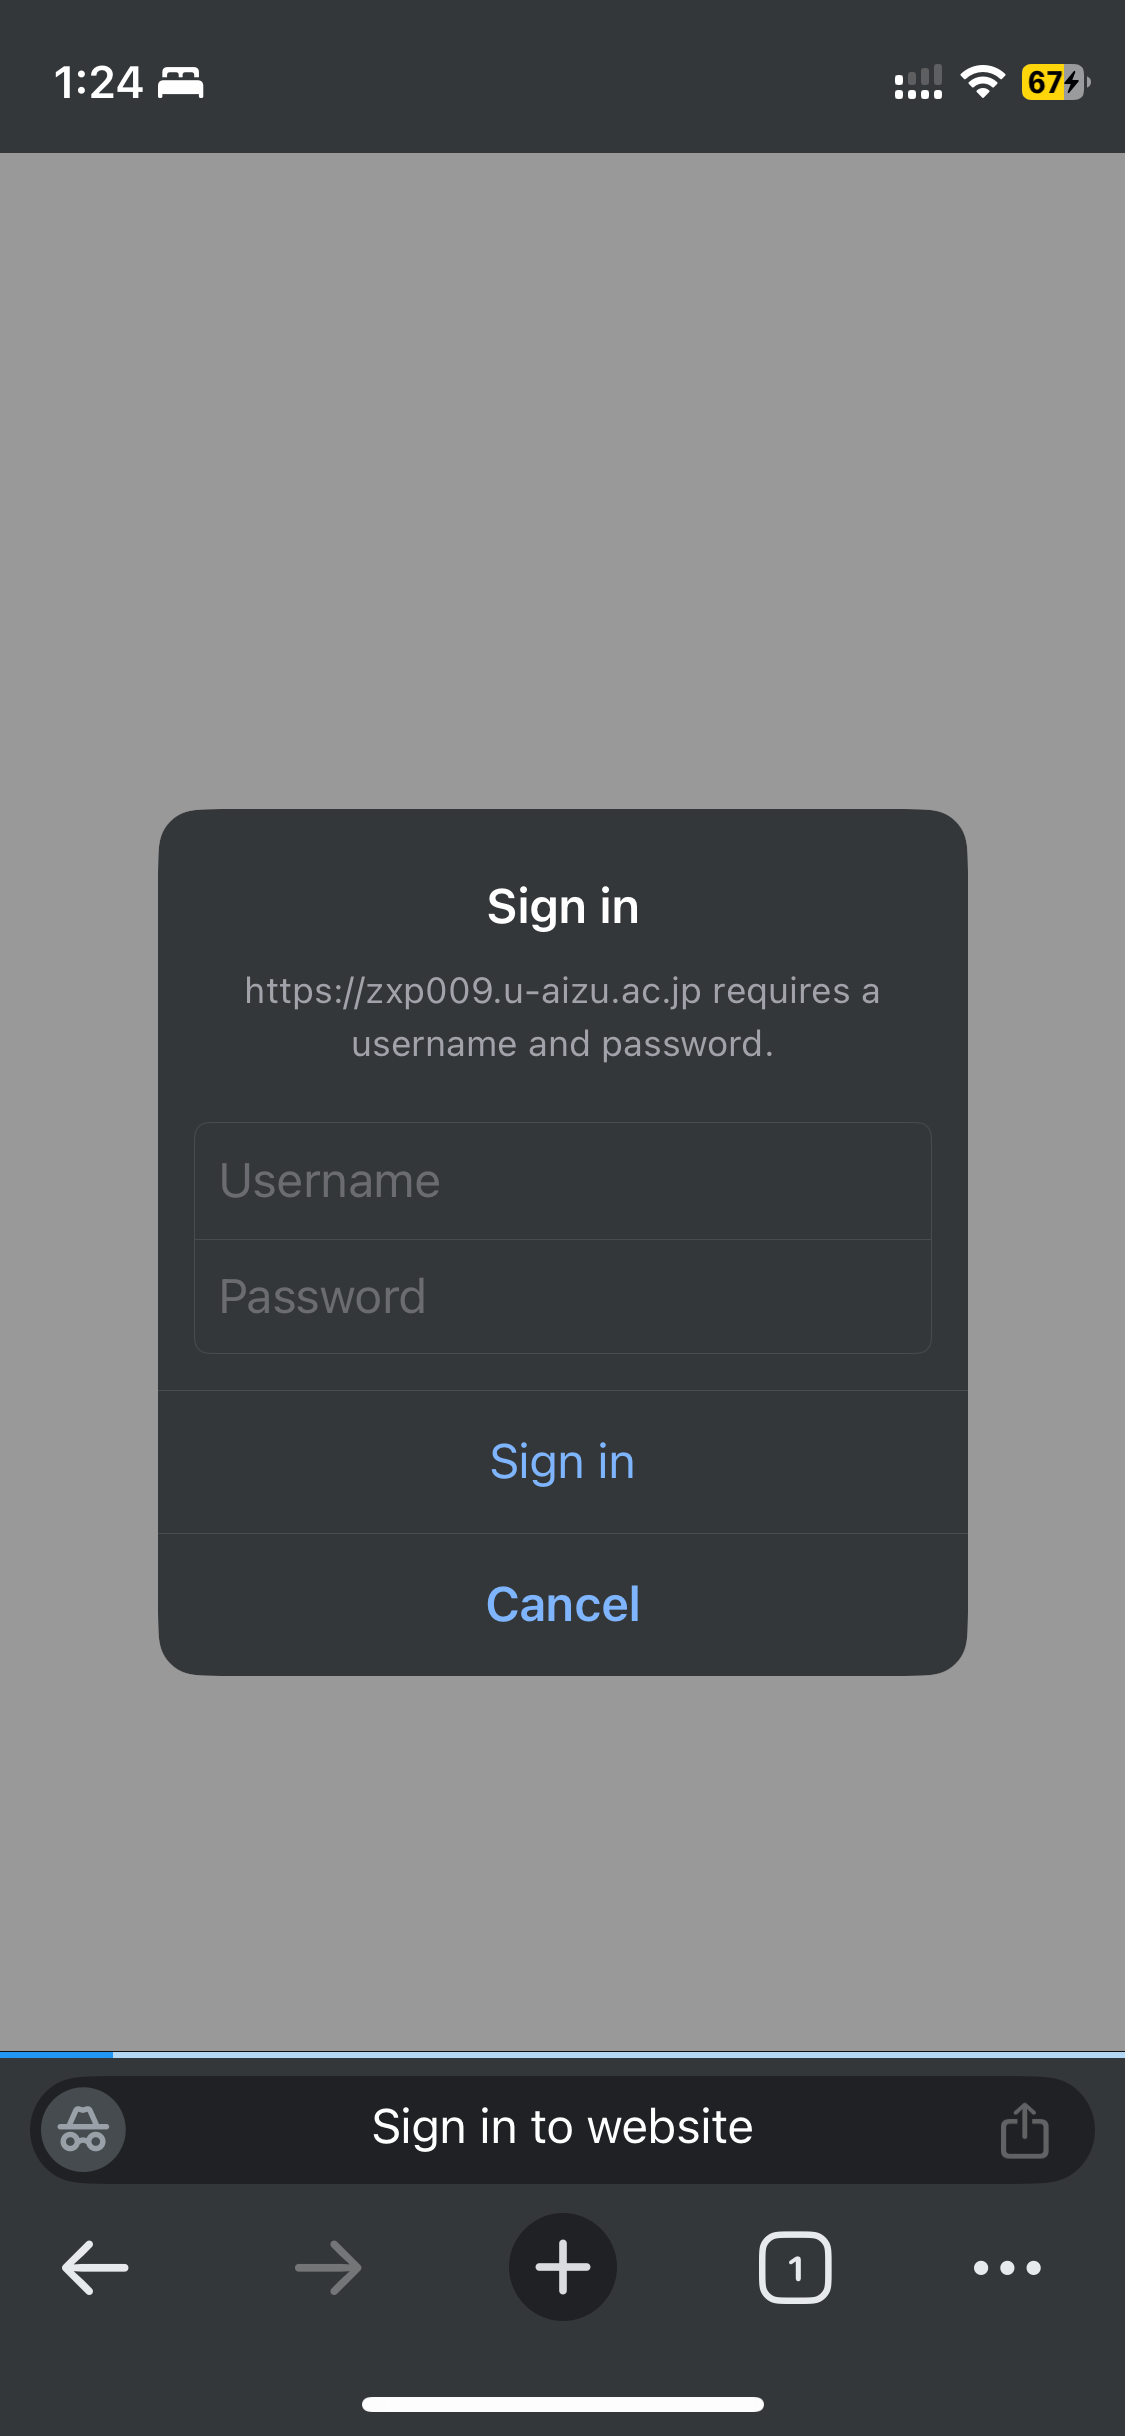 1:24
67
Sign in
https://zxp009.u-aizu.ac.jp requires a
username and password.
Username
Password
Sign in
Cancel
Sign in to website
1